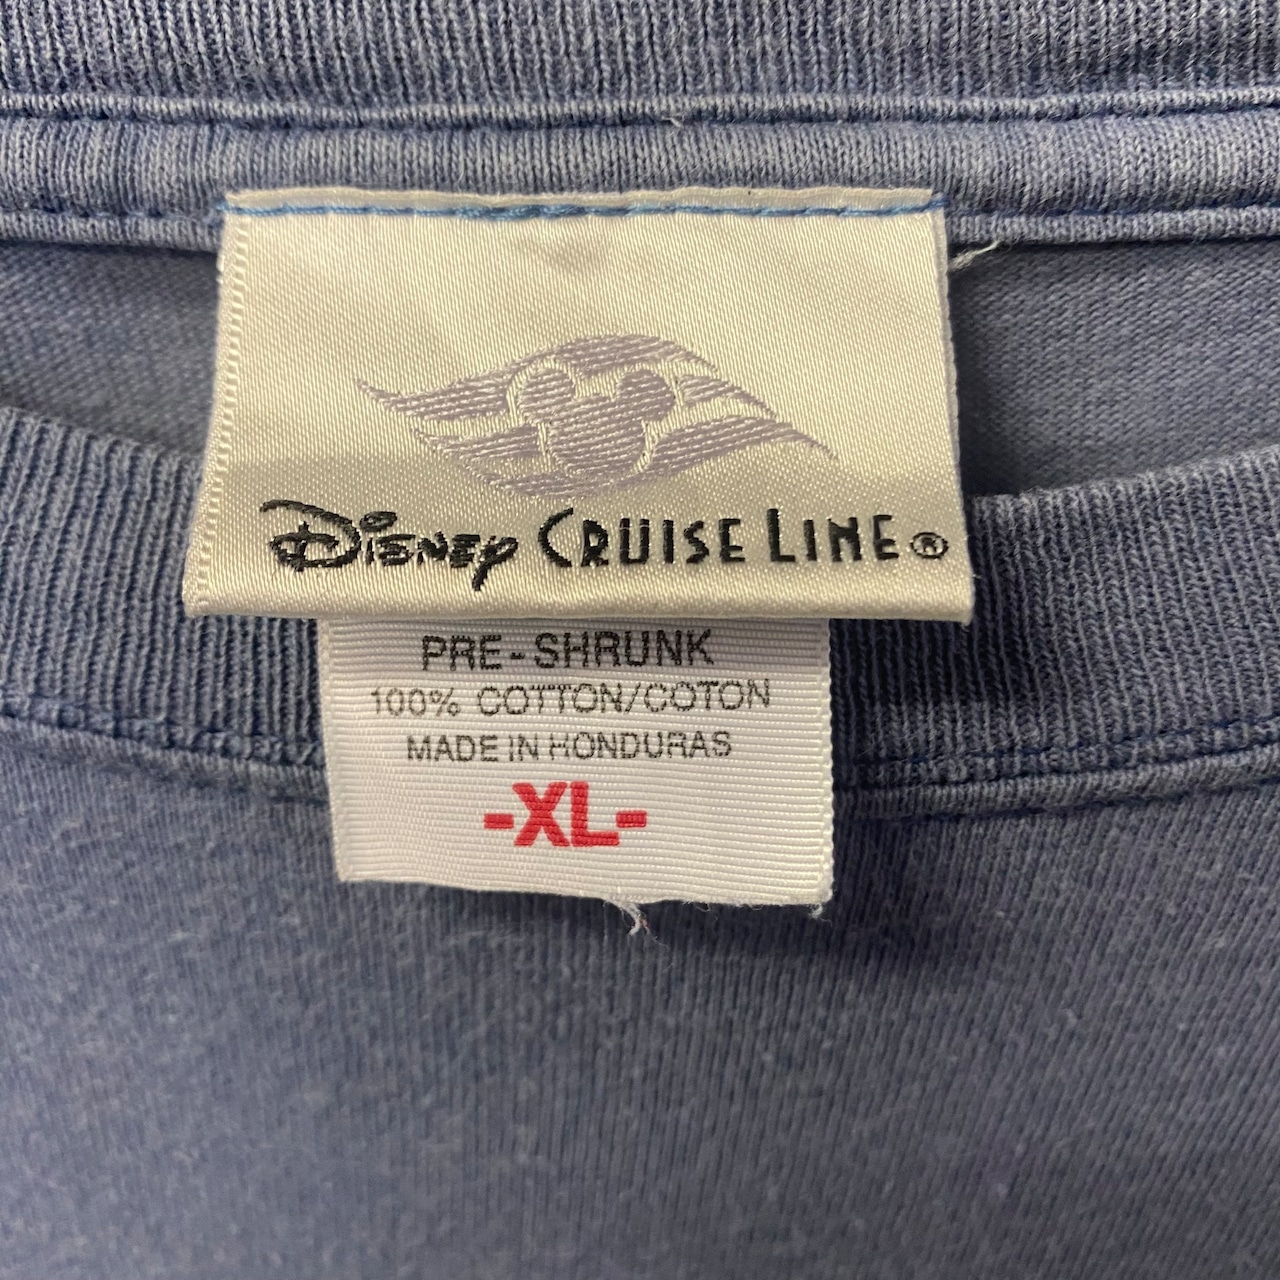 Disney Cruise Line®
PRE-SHRUNK
100% COTTON/COTON
MADE IN HONDURAS
-XL-